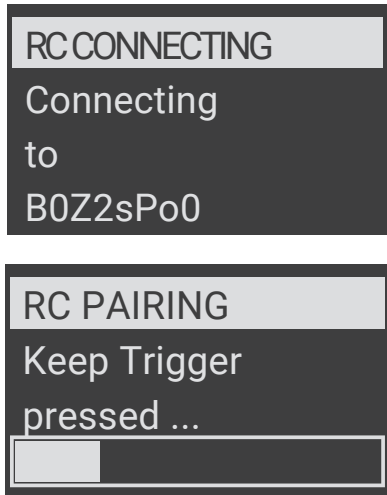 RC CONNECTING
Connecting
to
B0Z2sPo0
RC PAIRING
Keep Trigger
pressed ...